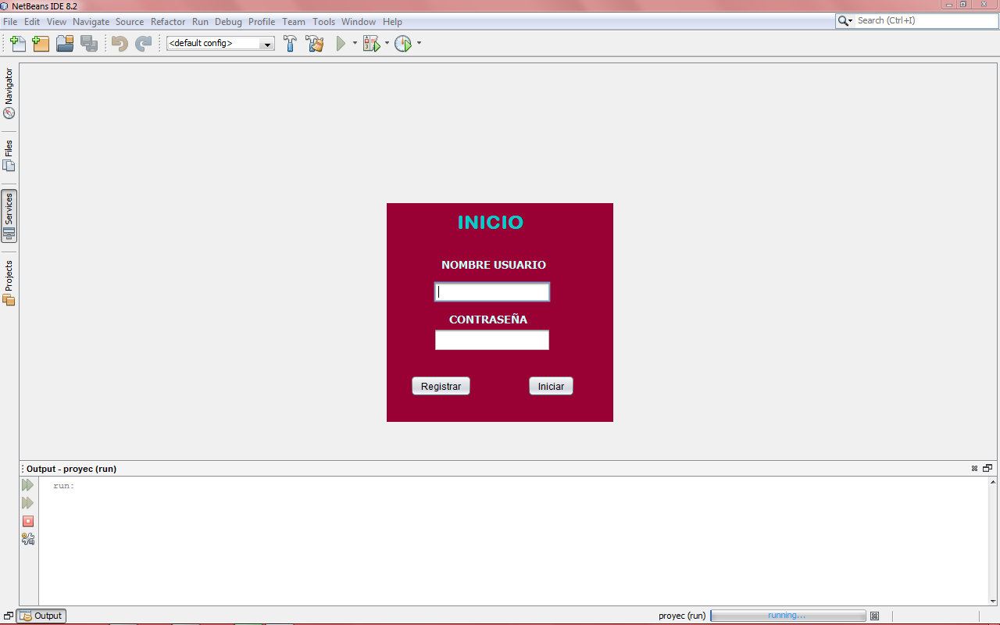 NetBeans IDE 8.2
File Edit View Navigate Source Refactor Run Debug Profile Team Tools Window Help
Search (Ctrl+I)
<default config>
Navigator
Files
Services
Projects
INICIO
NOMBRE USUARIO
CONTRASEÑA
Registrar
Iniciar
Output - proyec (run)
run:
Output
proyec (run)
running...